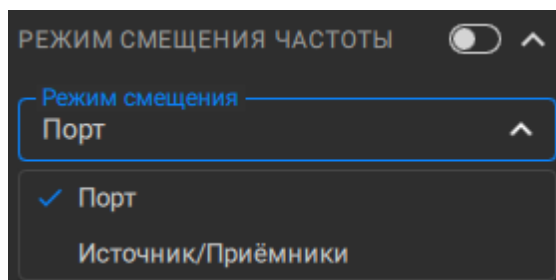 РЕЖИМ СМЕЩЕНИЯ ЧАСТОТЫ
Режим смещения
Порт
Порт
Источник/Приёмники